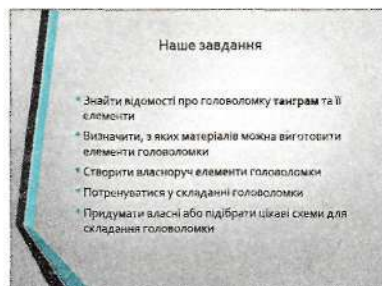 Наше завдання
* Знайти відомості про головоломку танграм та її
елементи
* Визначити, з яких матеріалів можна виготовити
елементи головоломки
* Створити власноруч елементи головоломки
* Потренуватися у складанні головоломки
* Придумати власні або підібрати цікаві схеми для
складання головоломки